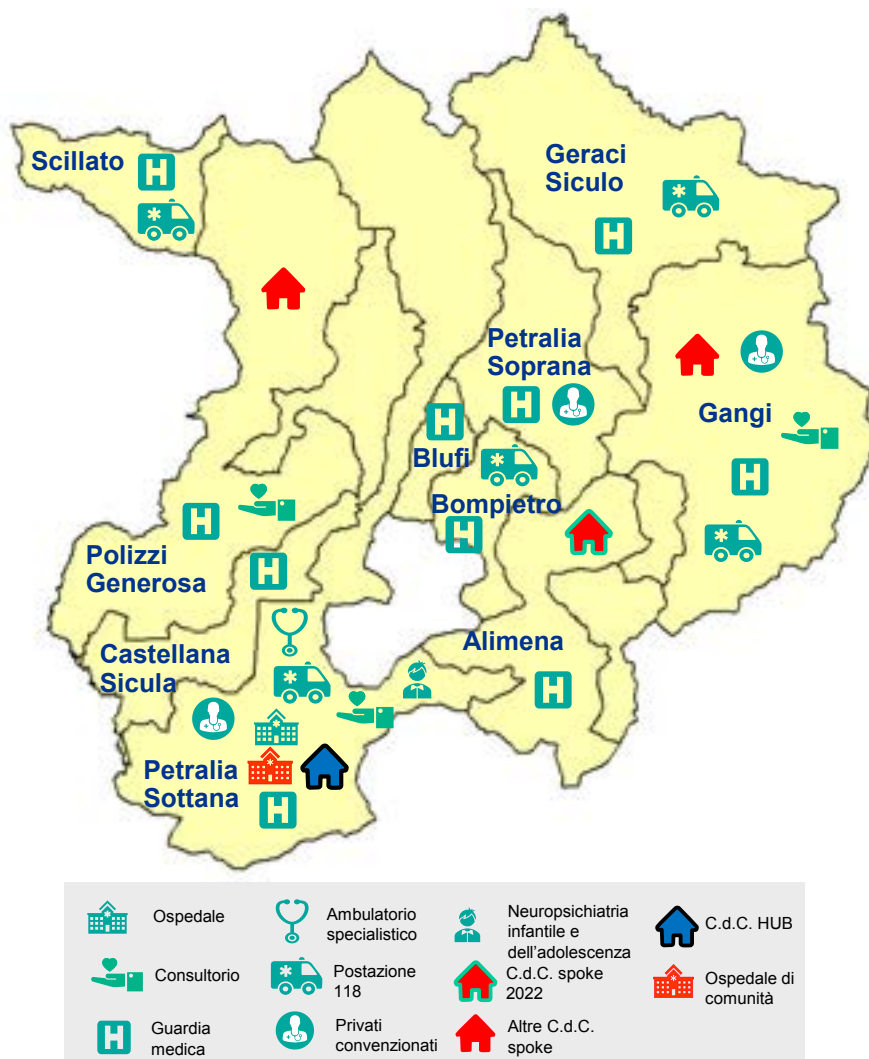 Scillato
Geraci
Siculo
Petralia
Soprana
Gangi
Blufi
Bompietro
Polizzi
Generosa
Alimena
Castellana
Sicula
Petralia
Sottana
Ospedale
Ambulatorio
specialistico
Neuropsichiatria
infantile e
dell'adolescenza
C.d.C. HUB
Consultorio
Postazione
118
C.d.C. spoke
2022
Ospedale di
comunità
Guardia
medica
Privati
convenzionati
Altre C.d.C.
spoke